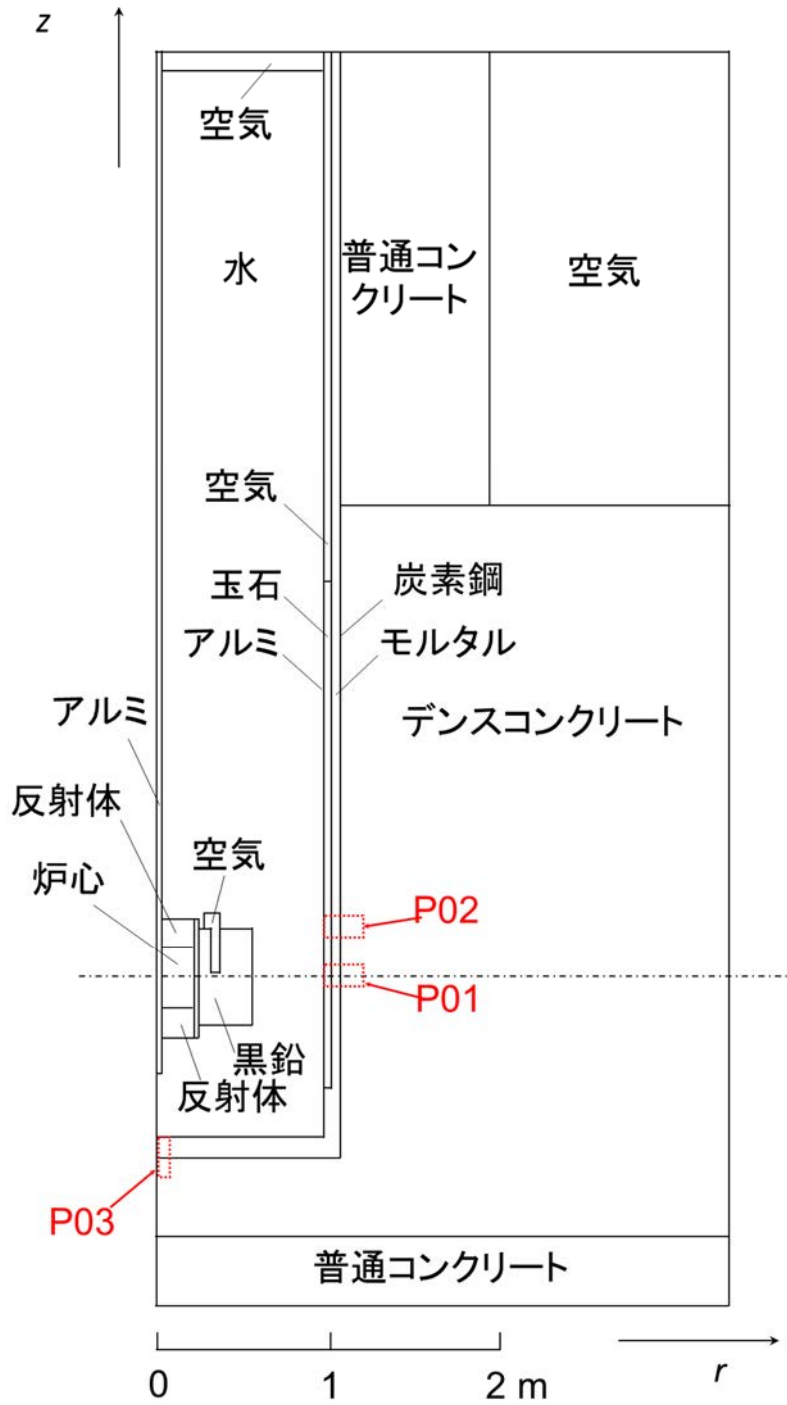 z
空気
水
普通コン
クリート
空気
空気
玉石
炭素鋼
アルミ
モルタル
アルミ
デンスコンクリート
反射体
空気
炉心
P02
P01
黒鉛
反射体
P03
普通コンクリート
0
1
2 m
r